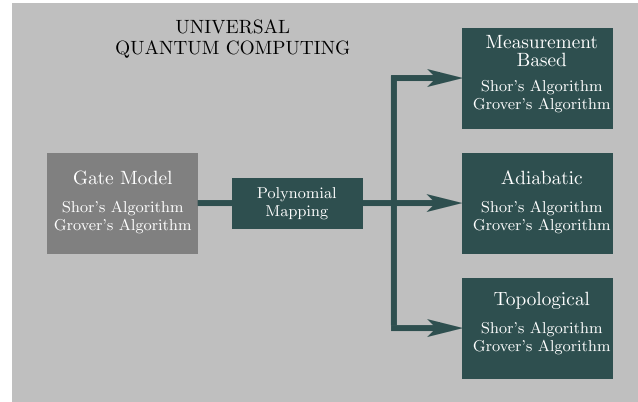 UNIVERSAL
QUANTUM COMPUTING
Gate Model
Shor's Algorithm
Grover's Algorithm
Polynomial
Mapping
Measurement
Based
Shor's Algorithm
Grover's Algorithm
Adiabatic
Shor's Algorithm
Grover's Algorithm
Topological
Shor's Algorithm
Grover's Algorithm